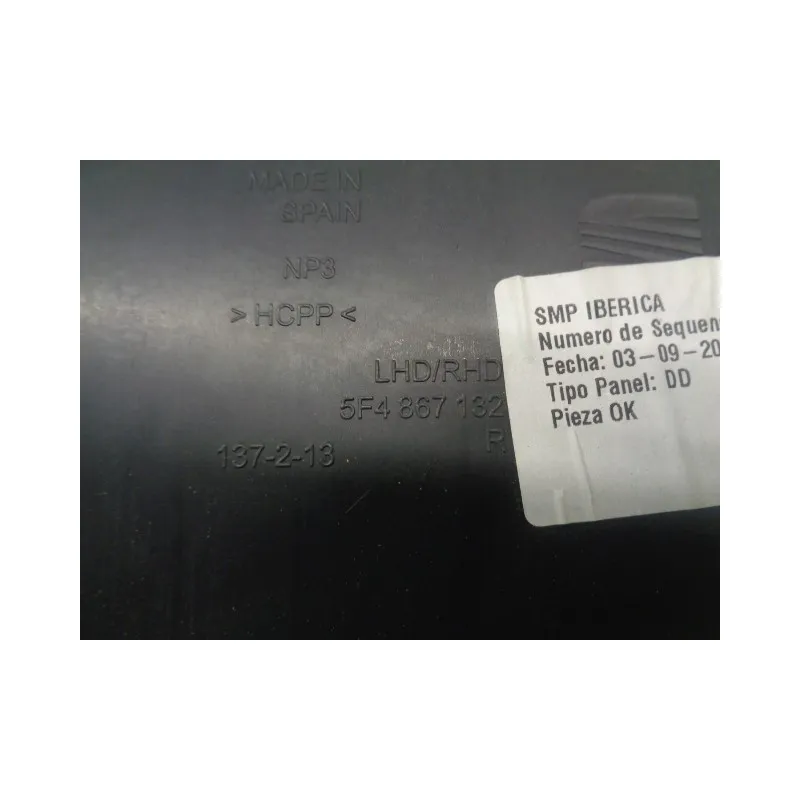 MADE IN
SPAIN
NP3
>HCPP<
LHD/RHD
5F4 867 132
R
137-2-13
SMP IBERICA
Numero de Sequen
Fecha: 03-09-20
Tipo Panel: DD
Pieza OK